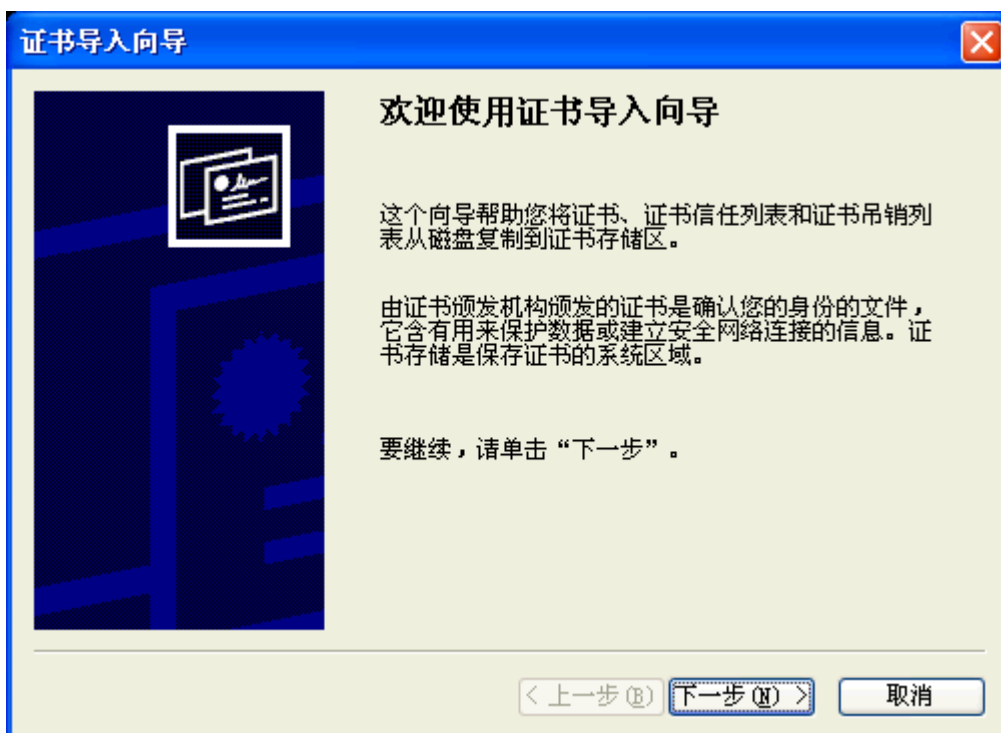 证书导入向导
欢迎使用证书导入向导
这个向导帮助您将证书、证书信任列表和证书吊销列
表从磁盘复制到证书存储区。
由证书颁发机构颁发的证书是确认您的身份的文件，
它含有用来保护数据或建立安全网络连接的信息。证
书存储是保存证书的系统区域。
要继续，请单击“下一步”。
< 上一步(B) 下一步(N) > 取消